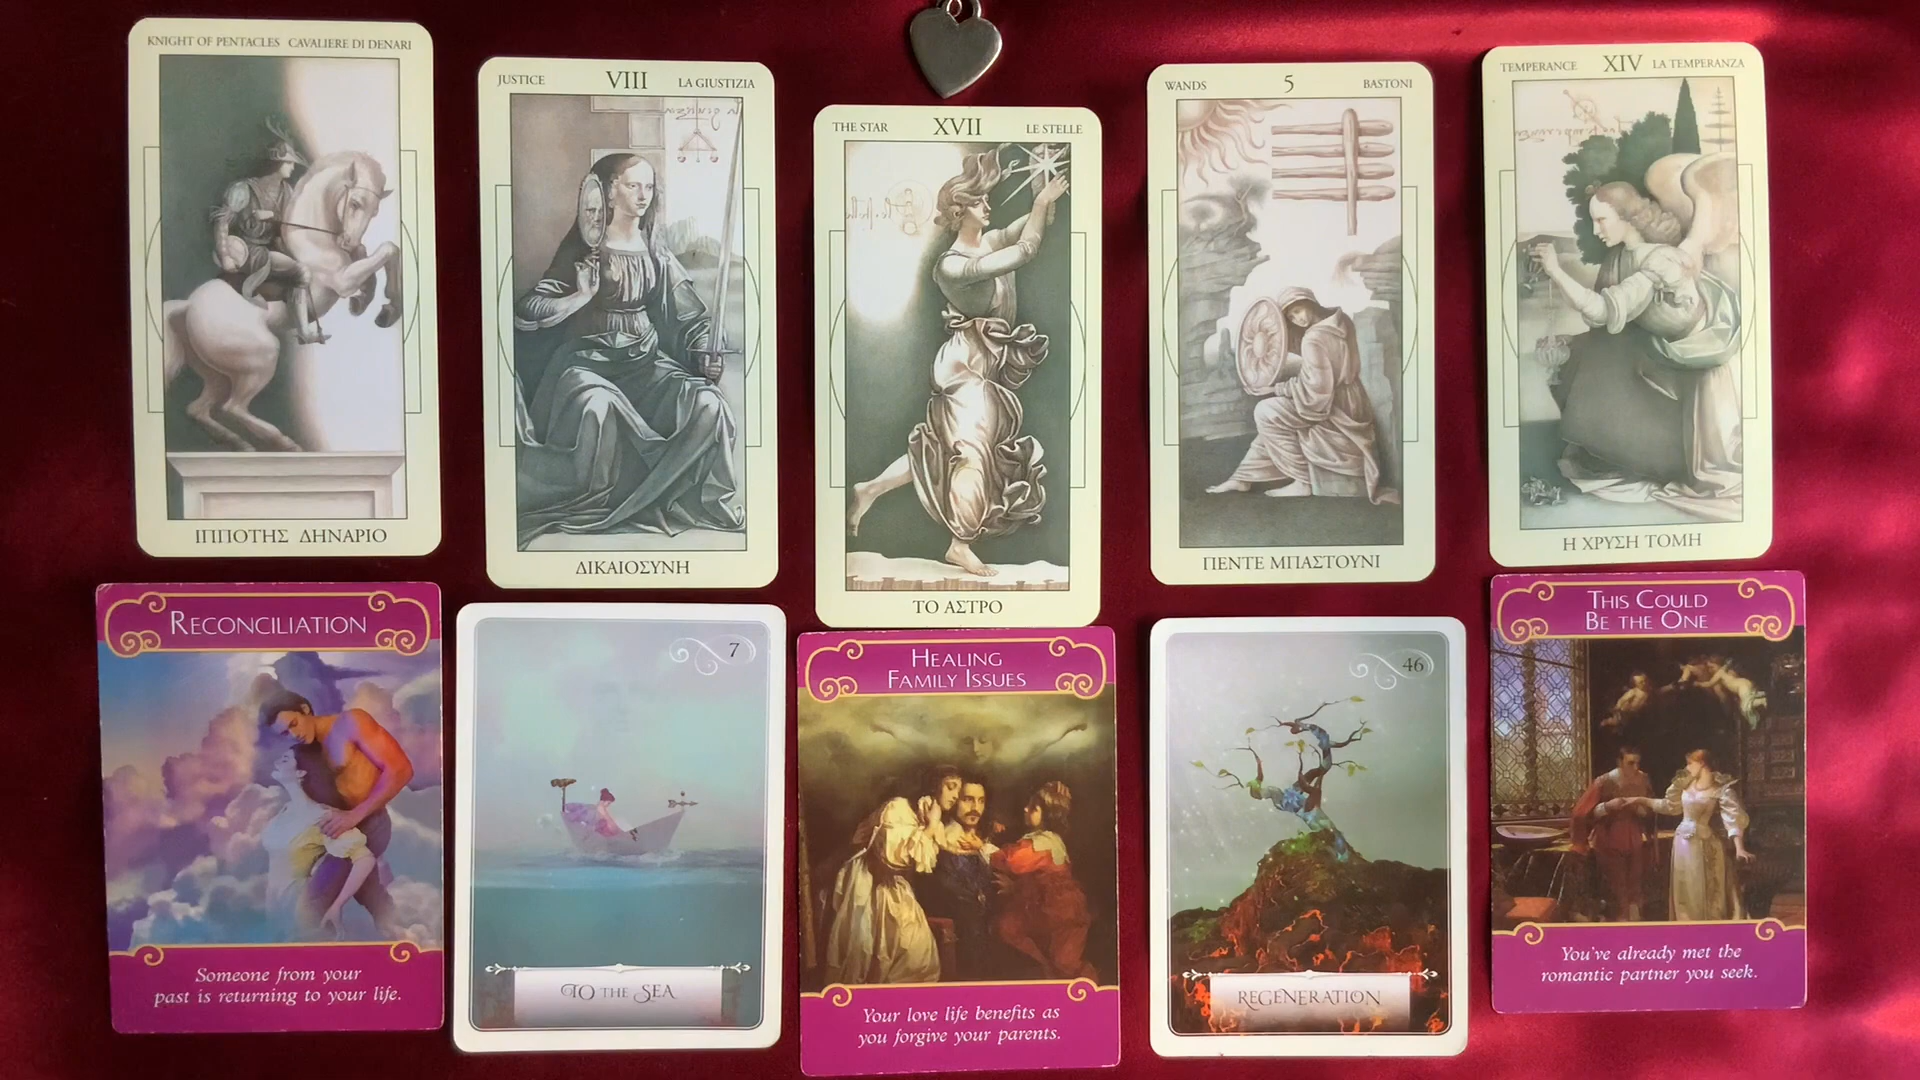 KNIGHT OF PENTACLES CAVALIERE DI DENARI
ΙΠΠΟΤΗΣ ΔΗΝΑΡΙΟ
JUSTICE VIII LA GIUSTIZIA
ΔΙΚΑΙΟΣΥΝΗ
THE STAR XVII LE STELLE
ΤΟ ΑΣΤΡΟ
WANDS 5 BASTONI
ΠΕΝΤΕ ΜΠΑΣΤΟΥΝΙ
TEMPERANCE XIV LA TEMPERANZA
Η ΧΡΥΣΗ ΤΟΜΗ
RECONCILIATION
Someone from your
past is returning to your life.
7
TO THE SEA
HEALING
FAMILY ISSUES
Your love life benefits as
you forgive your parents.
46
REGENERATION
THIS COULD
BE THE ONE
You've already met the
romantic partner you seek.